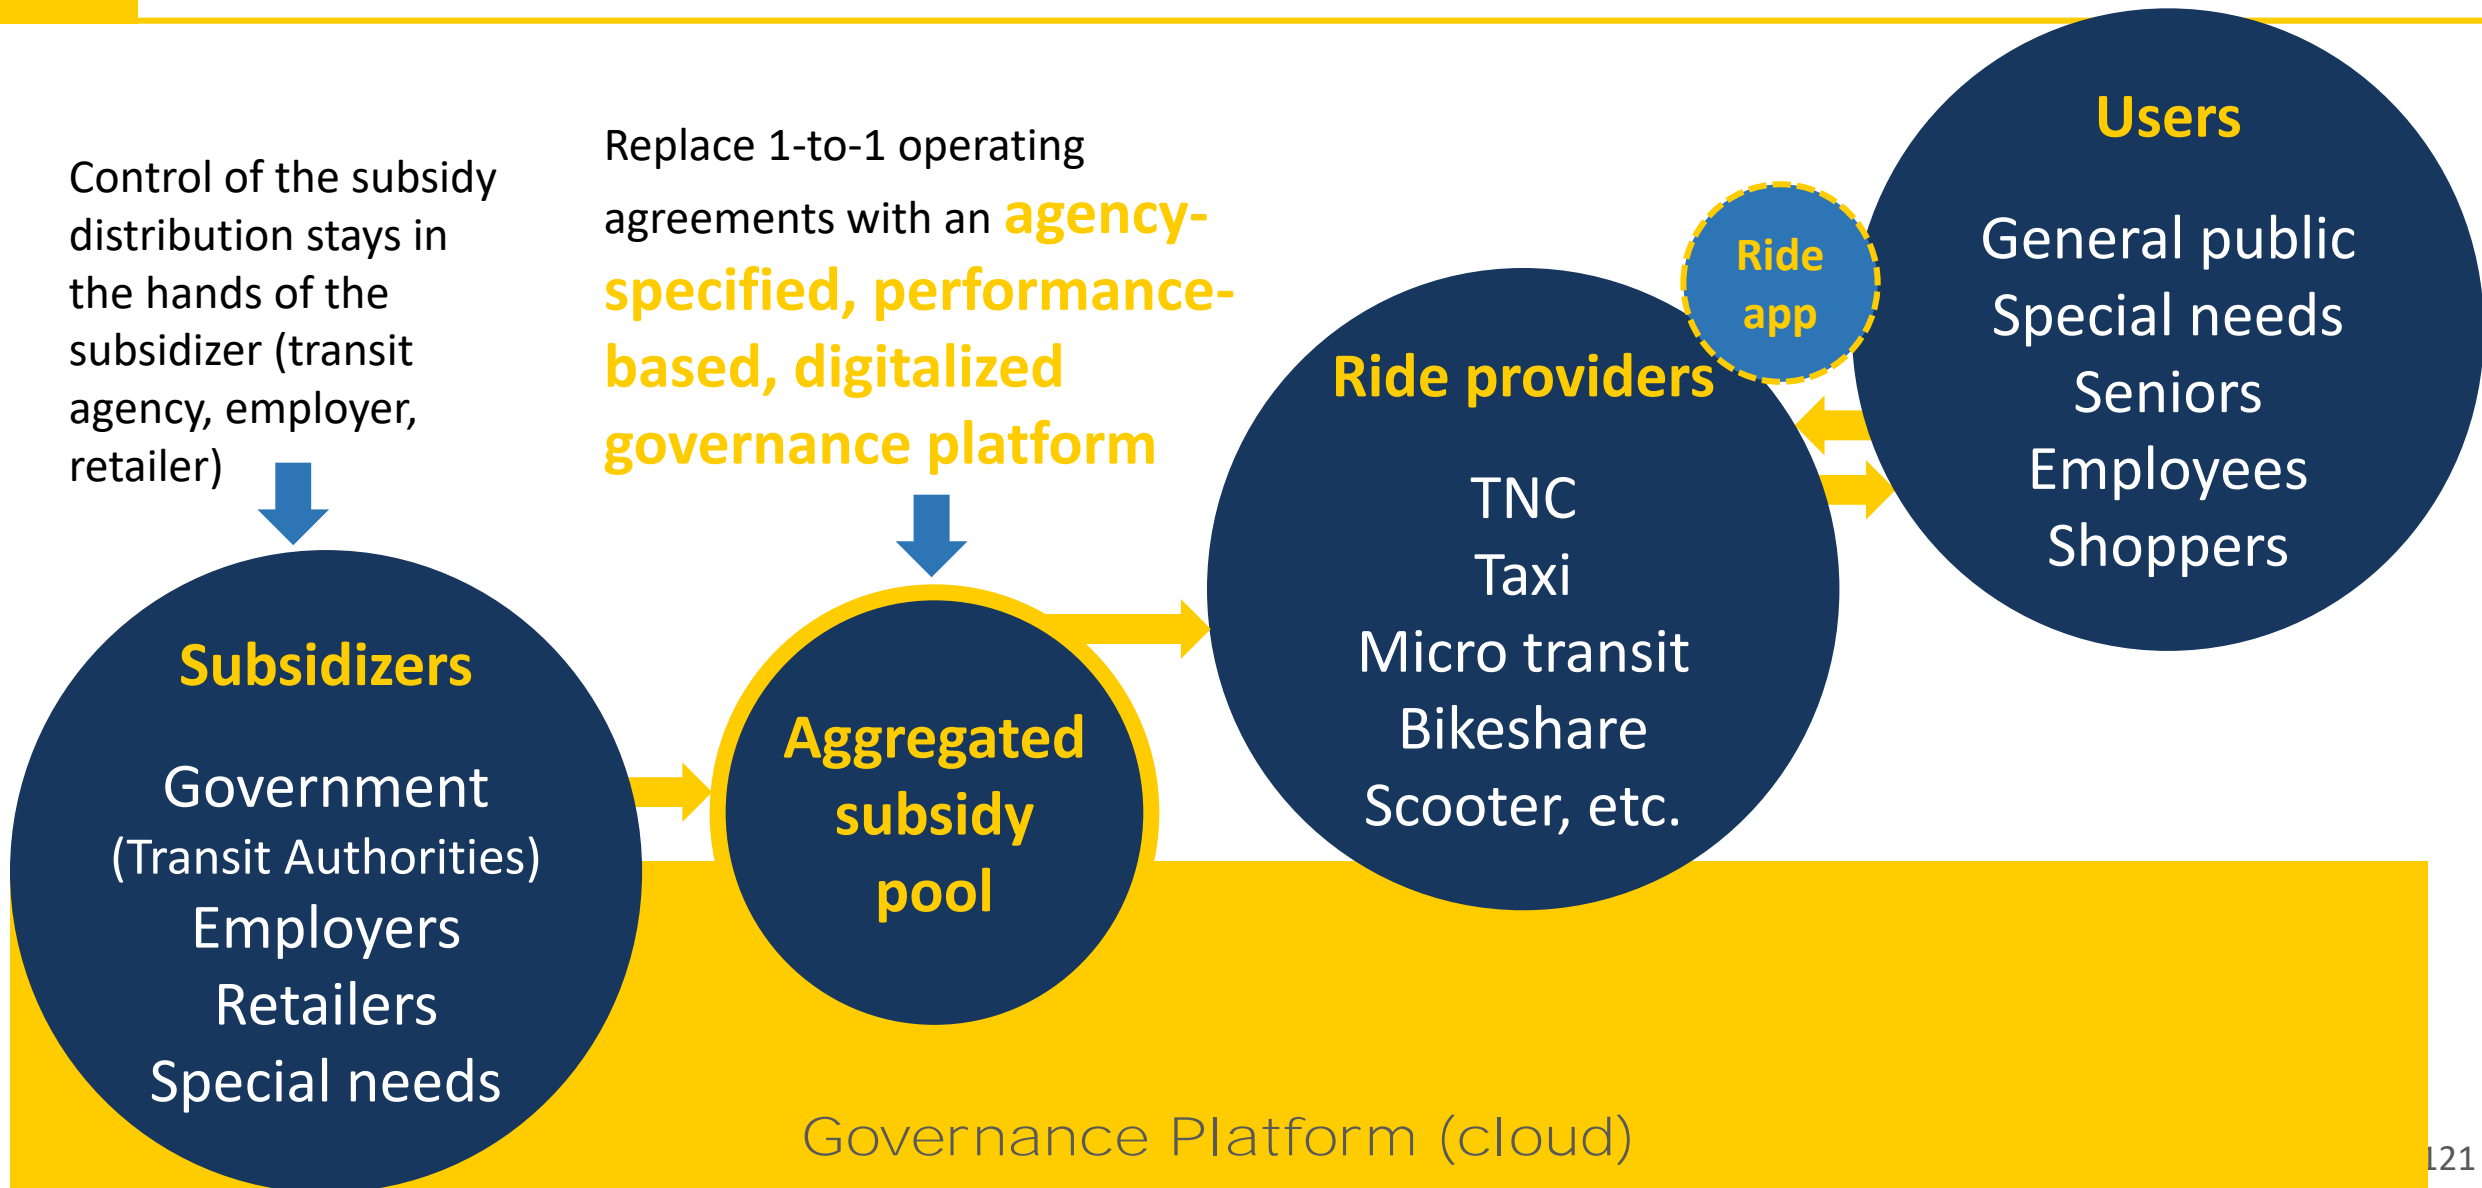 Control of the subsidy
distribution stays in
the hands of the
subsidizer (transit
agency, employer,
retailer)
Replace 1-to-1 operating
agreements with an agency-
specified, performance-
based, digitalized
governance platform
Subsidizers
Government
(Transit Authorities)
Employers
Retailers
Special needs
Aggregated
subsidy
pool
Ride providers
TNC
Taxi
Micro transit
Bikeshare
Scooter, etc.
Ride
app
Users
General public
Special needs
Seniors
Employees
Shoppers
Governance Platform (cloud)
121